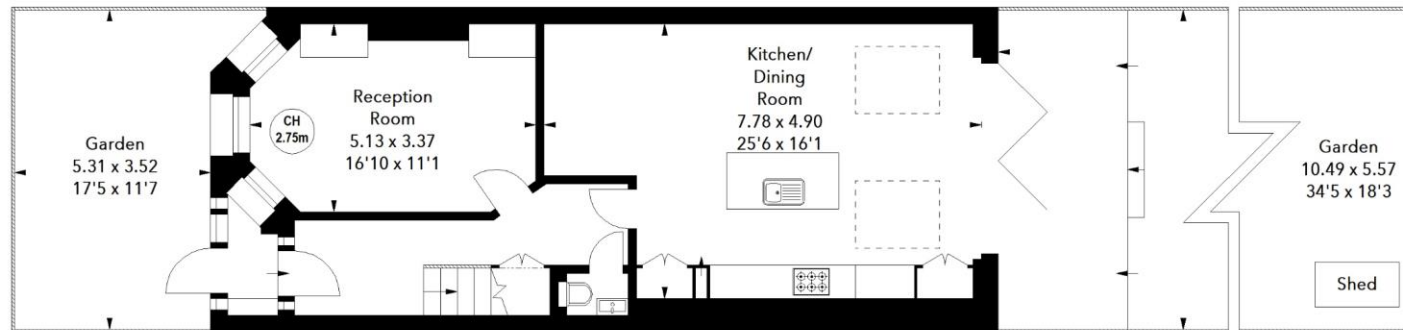 Garden
5.31 x 3.52
17'5 x 11'7
CH
2.75m
Reception
Room
5.13 x 3.37
16'10 x 11'1
Kitchen/
Dining
Room
7.78 x 4.90
25'6 x 16'1
Garden
10.49 x 5.57
34'5 x 18'3
Shed